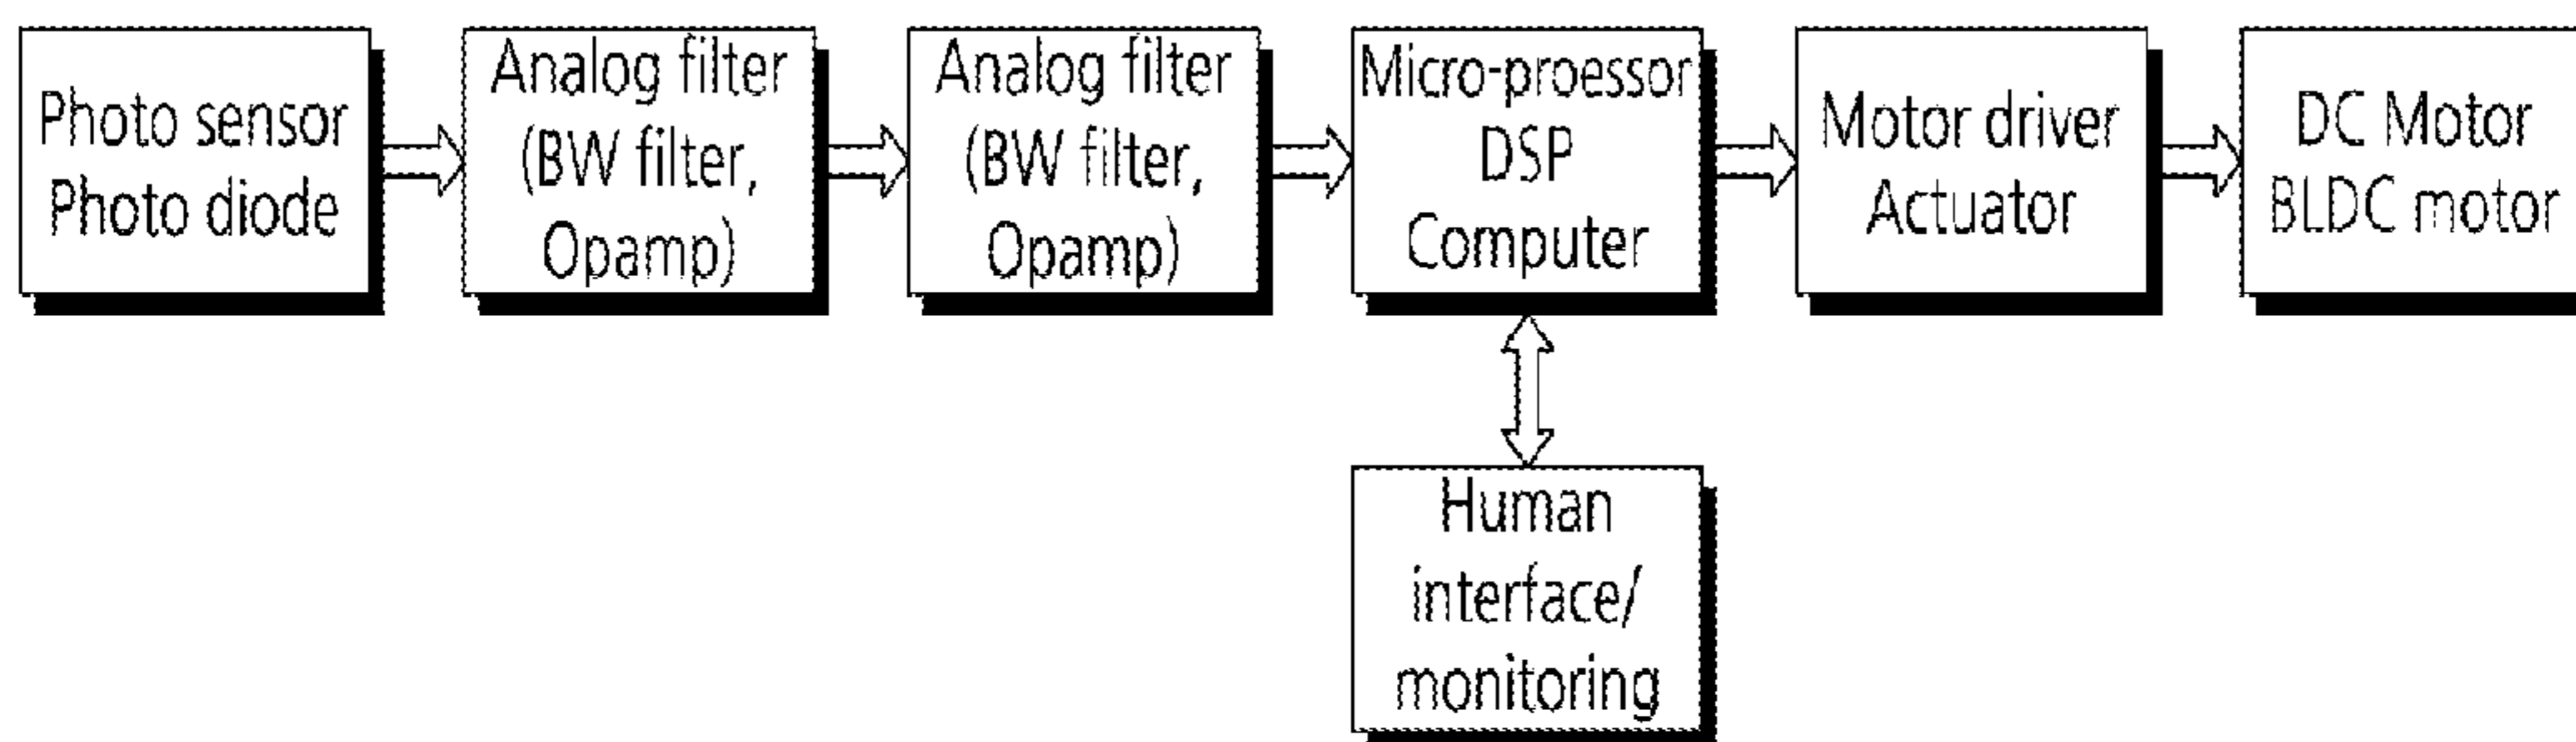 Photo sensor
Photo diode
Analog filter
(BW filter,
Opamp)
Analog filter
(BW filter,
Opamp)
Micro-proessor
DSP
Computer
Motor driver
Actuator
DC Motor
BLDC motor
Human
interface/
monitoring